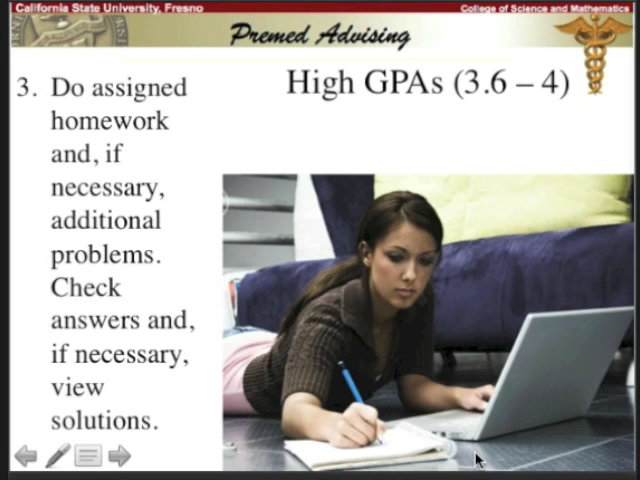 California State University, Fresno
College of Science and Mathematics
Premed Advising
High GPAs (3.6 – 4)
3. Do assigned
homework
and, if
necessary,
additional
problems.
Check
answers and,
if necessary,
view
solutions.